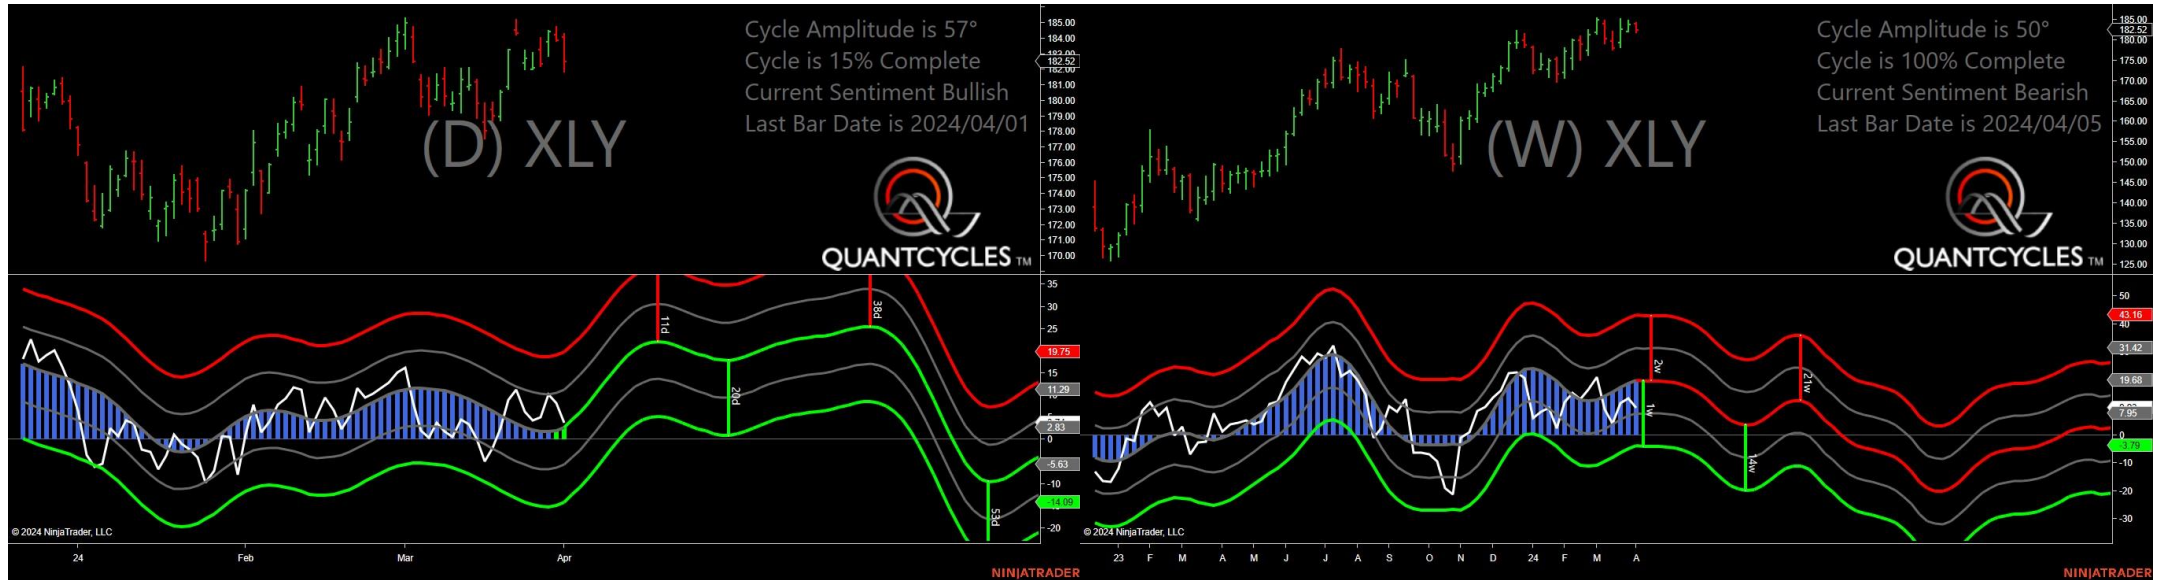 Cycle Amplitude is 57°
Cycle is 15% Complete
Current Sentiment Bullish
Last Bar Date is 2024/04/01
(D) XLY
QUANTCYCLES TM
185.00
184.00
183.00
182.52
182.00
181.00
180.00
179.00
178.00
177.00
176.00
175.00
174.00
173.00
172.00
171.00
170.00
11d
38d
20d
53d
35
30
25
19.75
15
11.29
2.83
0
-5.63
-10
-14.09
-20
© 2024 NinjaTrader, LLC
24
Feb
Mar
Apr
NINJATRADER
Cycle Amplitude is 50°
Cycle is 100% Complete
Current Sentiment Bearish
Last Bar Date is 2024/04/05
(W) XLY
QUANTCYCLES TM
185.00
182.52
180.00
175.00
170.00
165.00
160.00
155.00
150.00
145.00
140.00
135.00
130.00
125.00
2w
1w
14w
21w
50
43.16
40
31.42
19.68
7.95
0
-3.79
-10
-20
-30
© 2024 NinjaTrader, LLC
23
F
M
A
M
J
J
A
S
O
N
D
24
F
M
A
NINJATRADER